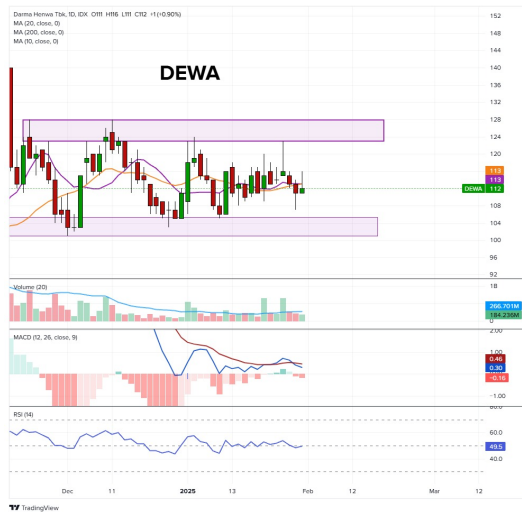 Darma Henwa Tbk, 1D, IDX O111 H116 L111 C112 +1 (+0.90%)
MA (20, close, 0)
MA (200, close, 0)
MA (10, close, 0)
DEWA
152
148
144
140
136
132
128
124
120
116
113
113
DEWA 112
108
104
100
96
92
Volume (20)
1B
266.701M
184.236M
0
MACD (12, 26, close, 9)
2.00
0.46
0.30
-0.16
−1.00
RSI (14)
80.0
60.0
49.5
40.0
Dec 11 2025 13 Feb 12 Mar 12
TradingView